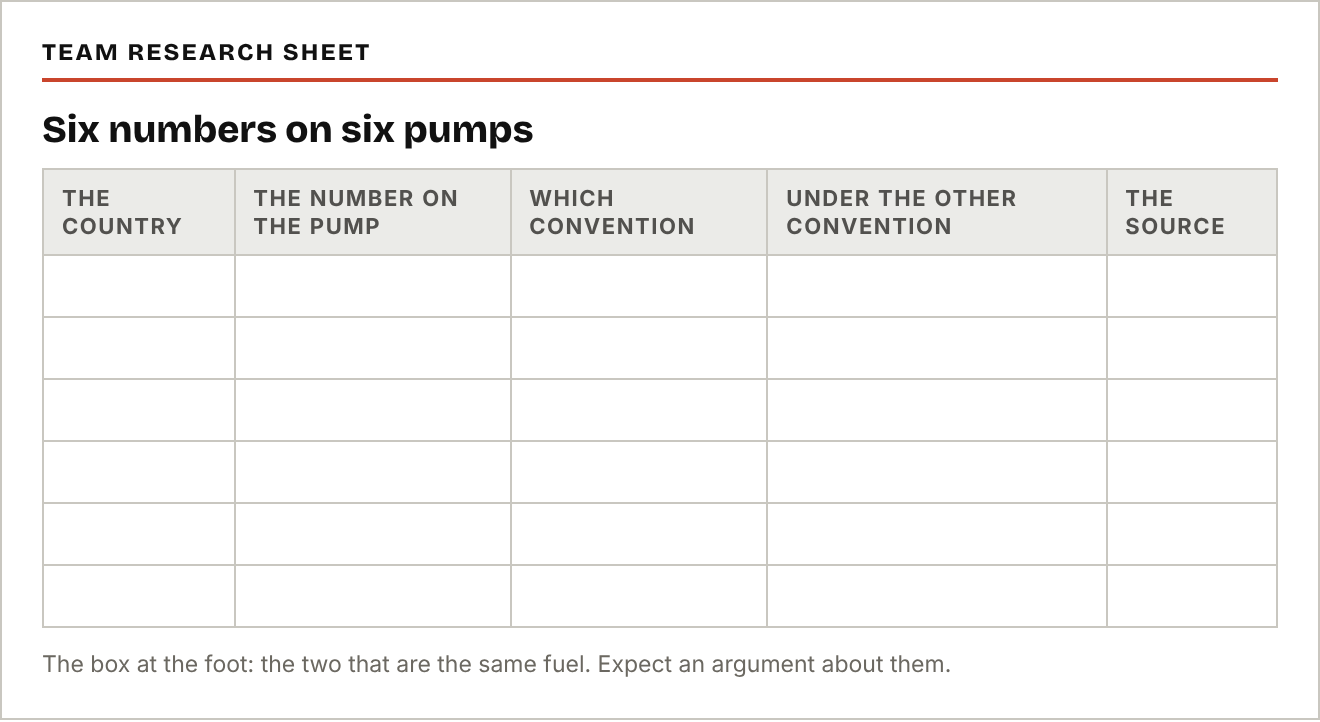 TEAM RESEARCH SHEET
Six numbers on six pumps
THE COUNTRY
THE NUMBER ON THE PUMP
WHICH CONVENTION
UNDER THE OTHER CONVENTION
THE SOURCE
The box at the foot: the two that are the same fuel. Expect an argument about them.